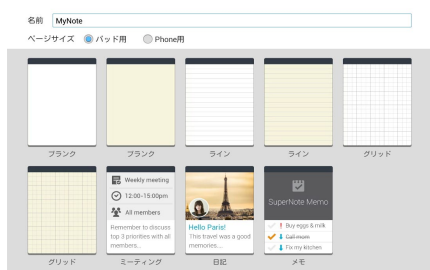 名前 MyNote
ページサイズ パッド用 Phone用
ブランク ブランク ライン ライン グリッド
Weekly meeting
12:00-15:00pm
All members
Remember to discuss
top 3 priorities with all
members...
Hello Paris!
This travel was a good
memories...
SuperNote Memo
Buy eggs & milk
Call mom
Fix my kitchen
グリッド ミーティング 日記 メモ